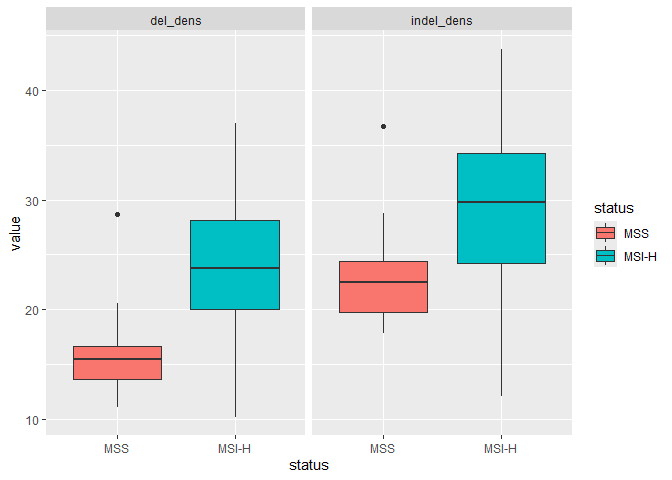 del_dens
indel_dens
value
40
30
20
10
MSS
MSI-H
MSS
MSI-H
status
status
MSS
MSI-H